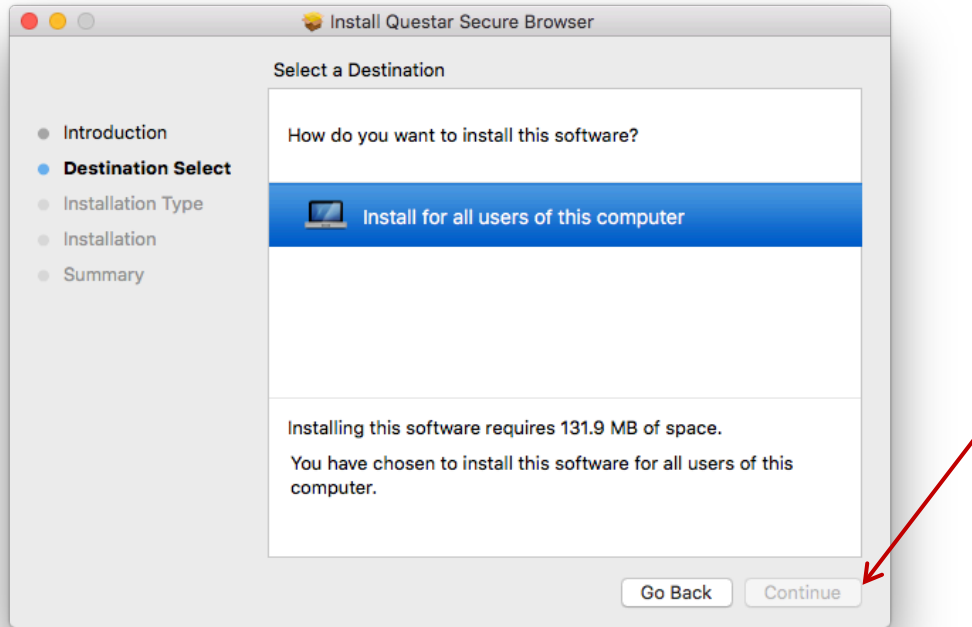 Install Questar Secure Browser
Select a Destination
Introduction
Destination Select
Installation Type
Installation
Summary
How do you want to install this software?
Install for all users of this computer
Installing this software requires 131.9 MB of space.
You have chosen to install this software for all users of this
computer.
Go Back
Continue